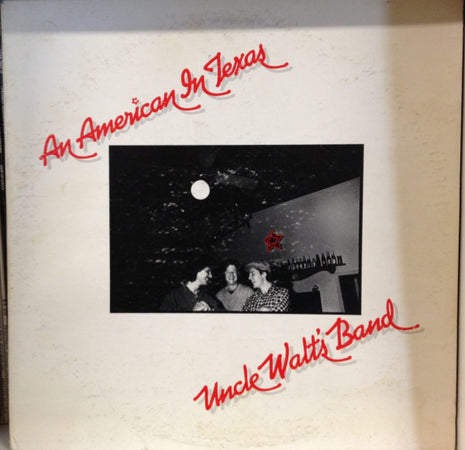 An American In Texas
Uncle Walt's Band